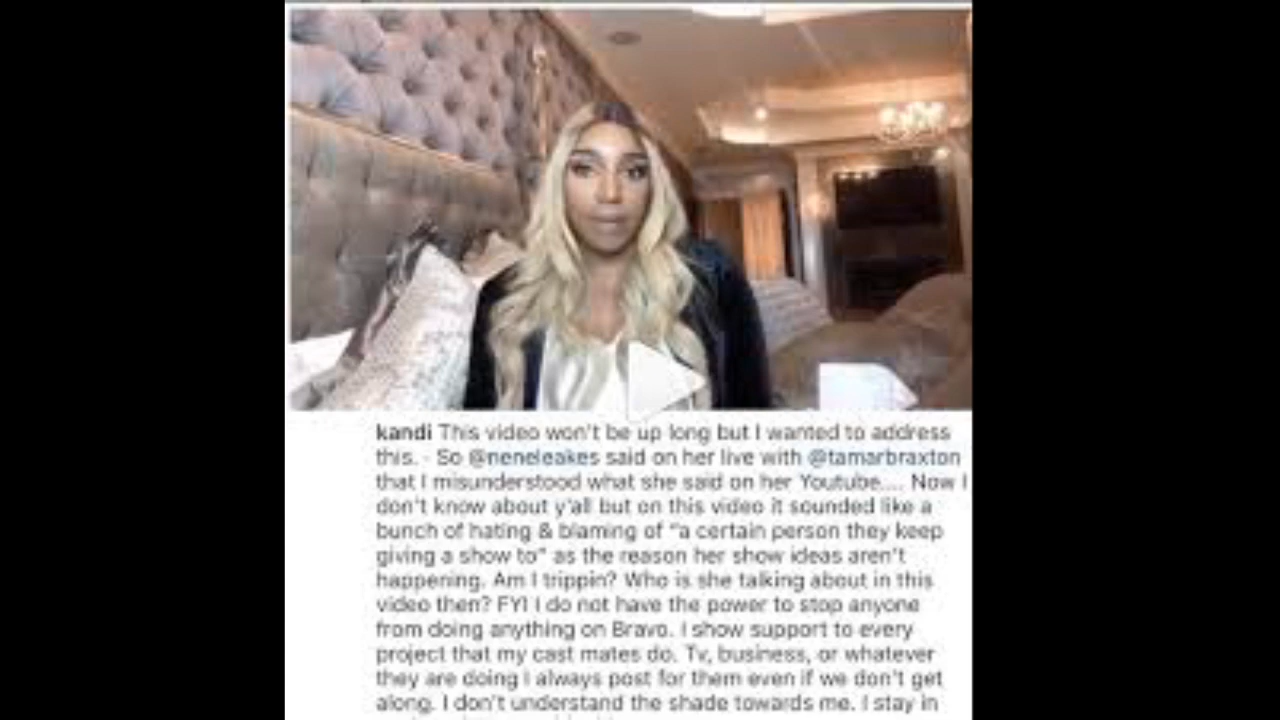 kandi This video won't be up long but I wanted to address
this. - So @neneleakes said on her live with @tamarbraxton
that I misunderstood what she said on her Youtube.... Now I
don't know about y'all but on this video it sounded like a
bunch of hating & blaming of "a certain person they keep
giving a show to" as the reason her show ideas aren't
happening. Am I trippin? Who is she talking about in this
video then? FYI I do not have the power to stop anyone
from doing anything on Bravo. I show support to every
project that my cast mates do. Tv, business, or whatever
they are doing I always post for them even if we don't get
along. I don't understand the shade towards me. I stay in